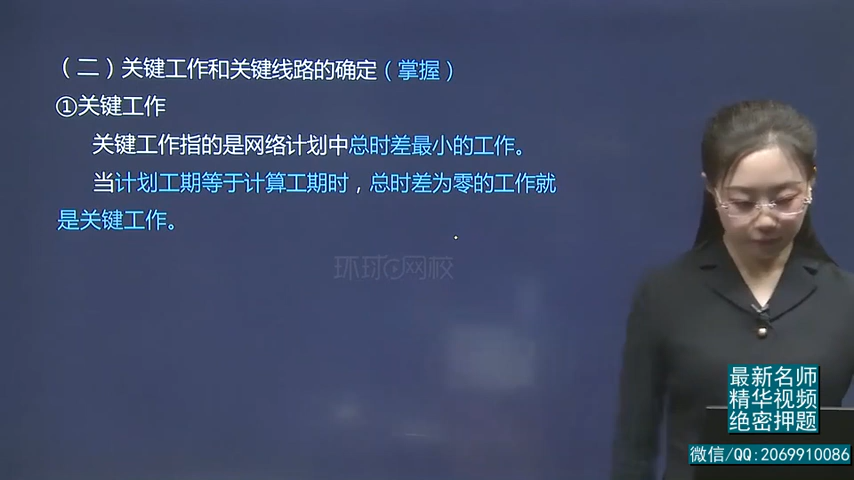 （二）关键工作和关键线路的确定（掌握）
①关键工作
关键工作指的是网络计划中总时差最小的工作。
当计划工期等于计算工期时，总时差为零的工作就
是关键工作。
环球网校
最新名师
精华视频
绝密押题
微信/QQ:2069910086